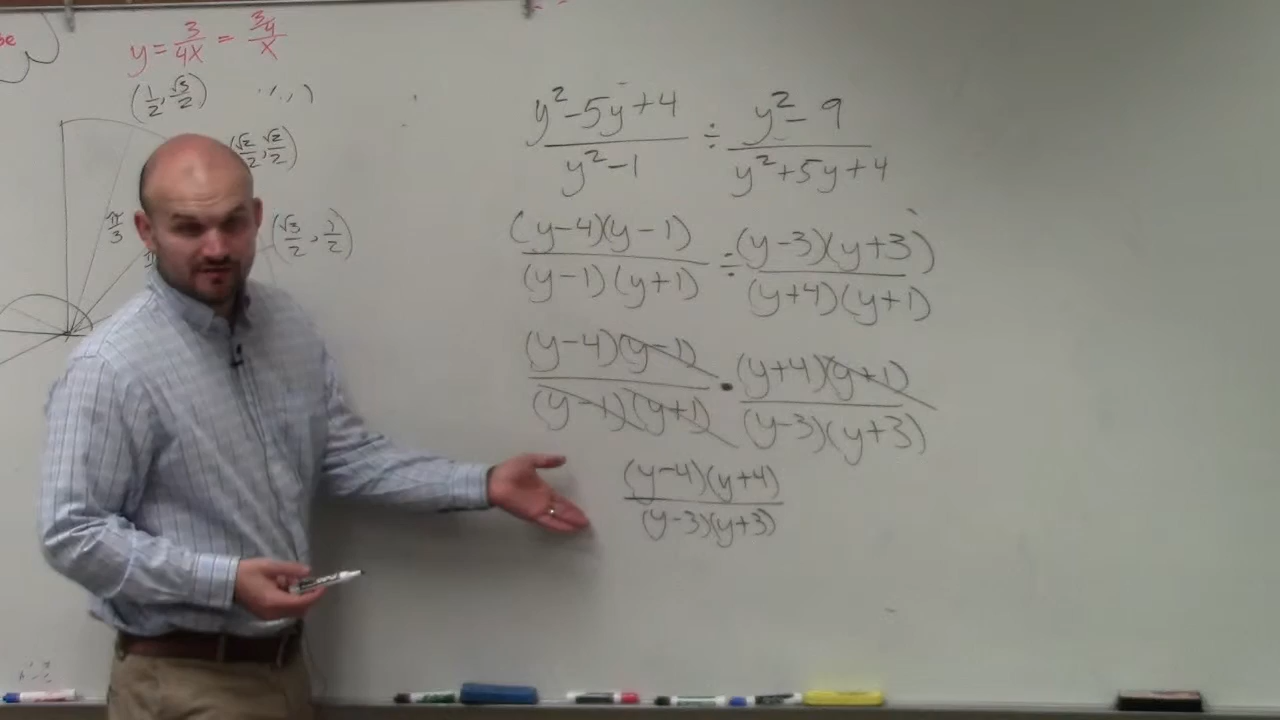 y = 3/4x = 3/4/x
(1/2, √3/2)
(√2/2, √2/2)
(√3/2, 1/2)
π/3
(y²-5y+4)/(y²-1) ÷ (y²-9)/(y²+5y+4)
(y-4)(y-1)/(y-1)(y+1) ÷ (y-3)(y+3)/(y+4)(y+1)
(y-4)(y-1)/(y-1)(y+1) · (y+4)(y+1)/(y-3)(y+3)
(y-4)(y+4)/(y-3)(y+3)